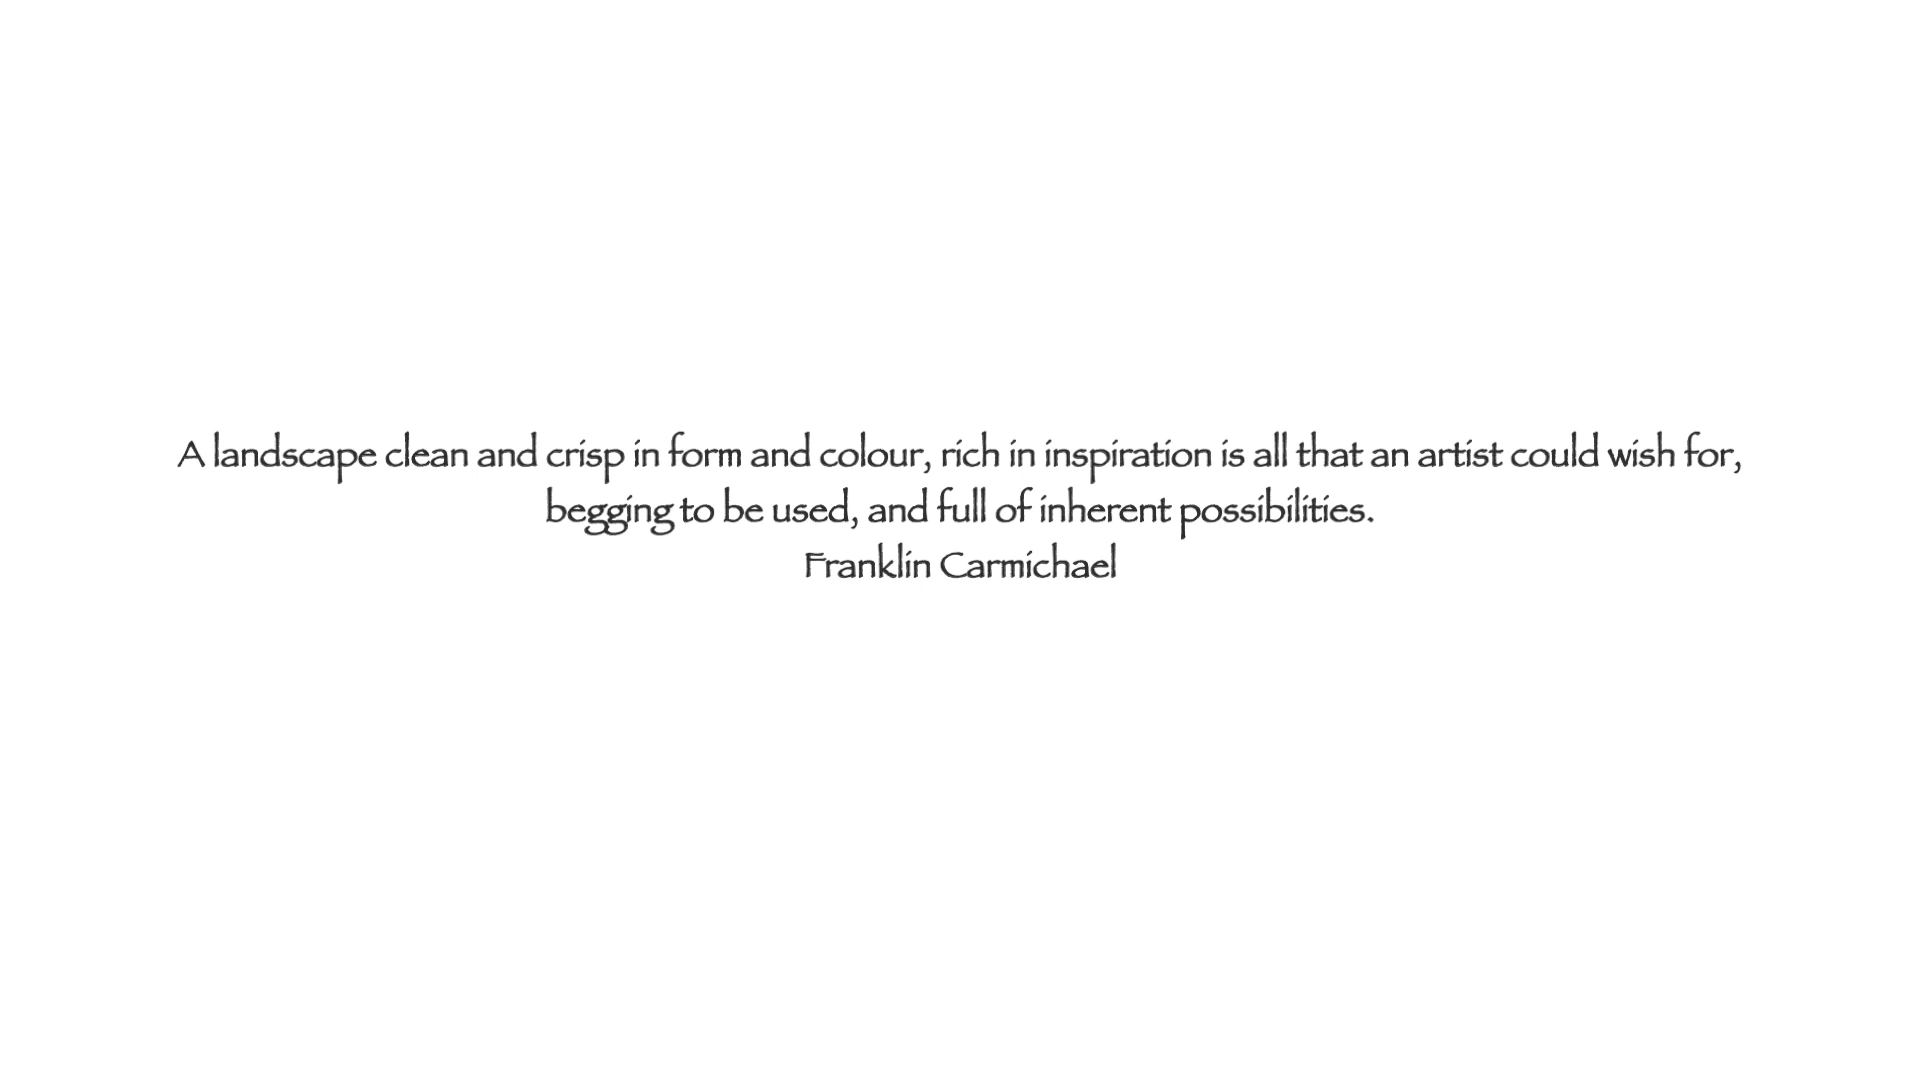 A landscape clean and crisp in form and colour, rich in inspiration is all that an artist could wish for,
begging to be used, and full of inherent possibilities.
Franklin Carmichael